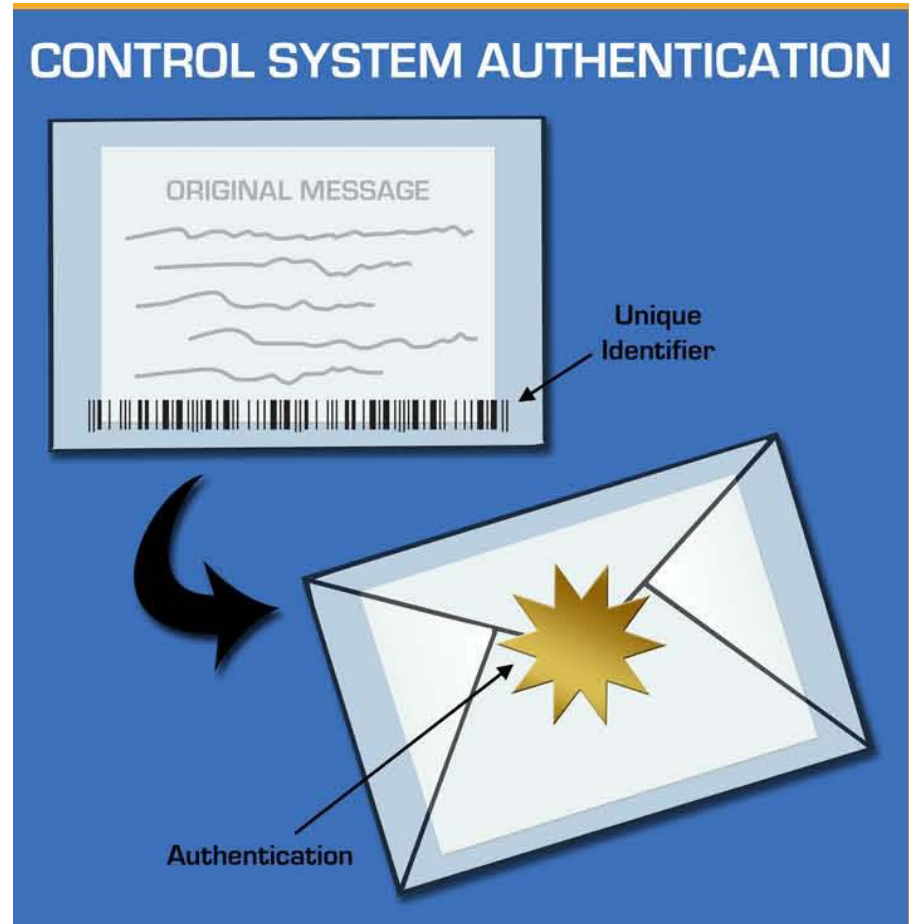 CONTROL SYSTEM AUTHENTICATION
ORIGINAL MESSAGE
Unique
Identifier
Authentication